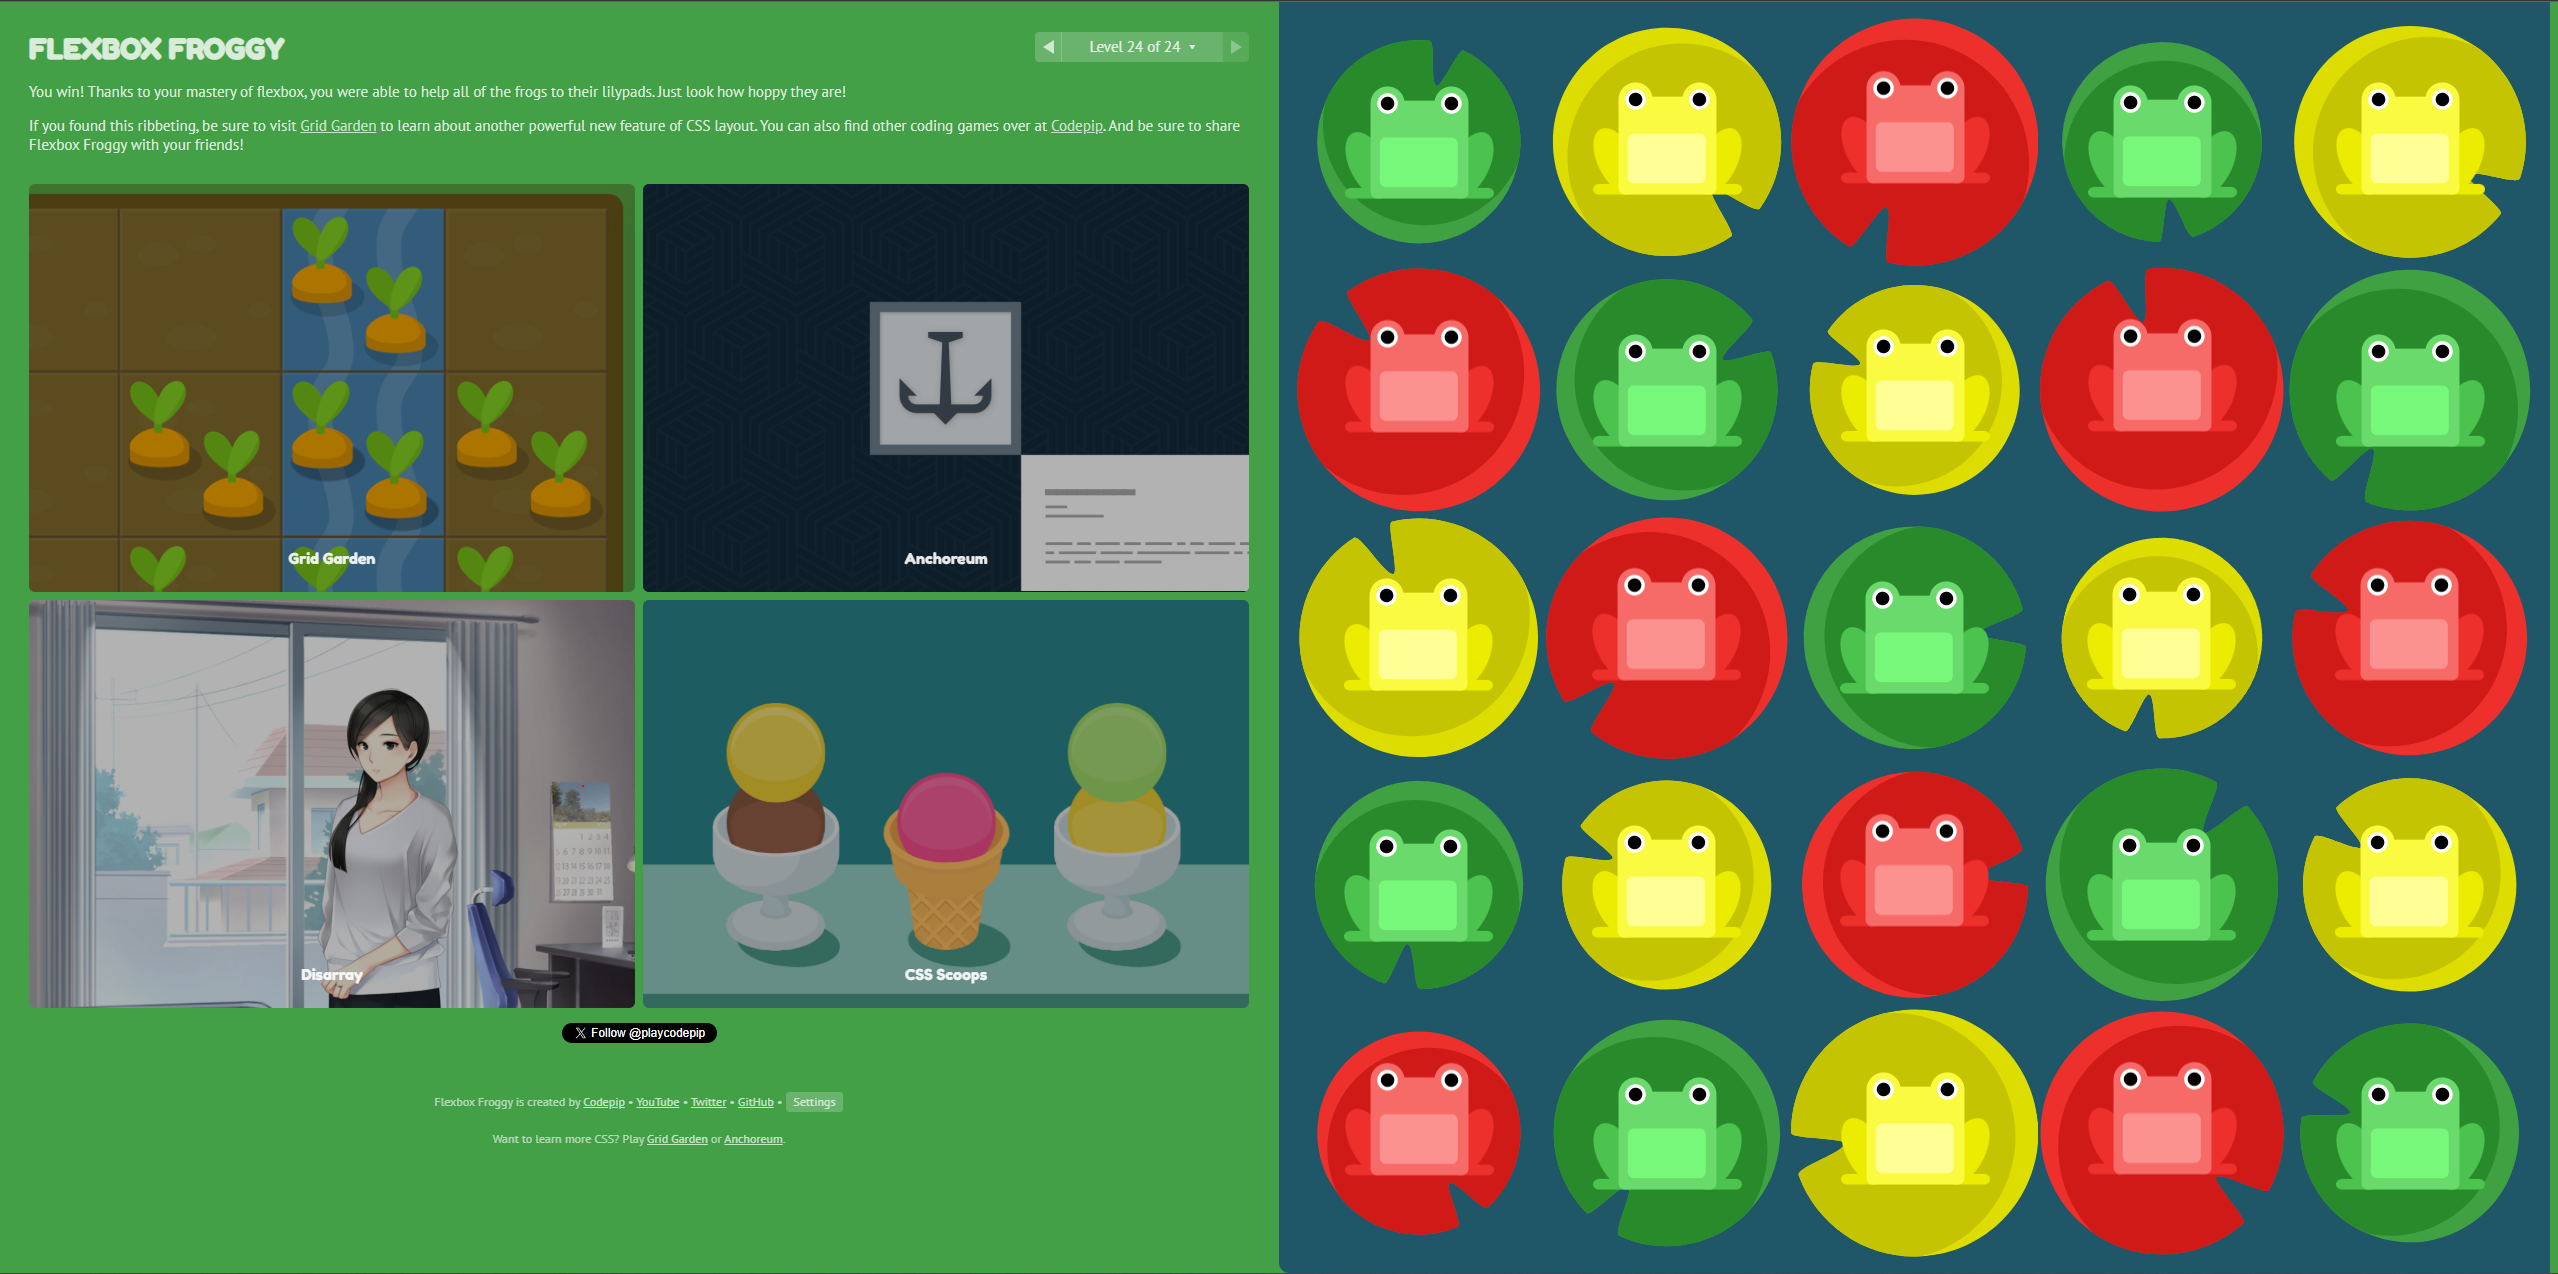 FLEXBOX FROGGY
Level 24 of 24
You win! Thanks to your mastery of flexbox, you were able to help all of the frogs to their lilypads. Just look how hoppy they are!
If you found this ribbeting, be sure to visit Grid Garden to learn about another powerful new feature of CSS layout. You can also find other coding games over at Codepip. And be sure to share
Flexbox Froggy with your friends!
Grid Garden
Anchoreum
Disarray
CSS Scoops
Follow @playcodepip
Flexbox Froggy is created by Codepip • YouTube • Twitter • GitHub • Settings
Want to learn more CSS? Play Grid Garden or Anchoreum.